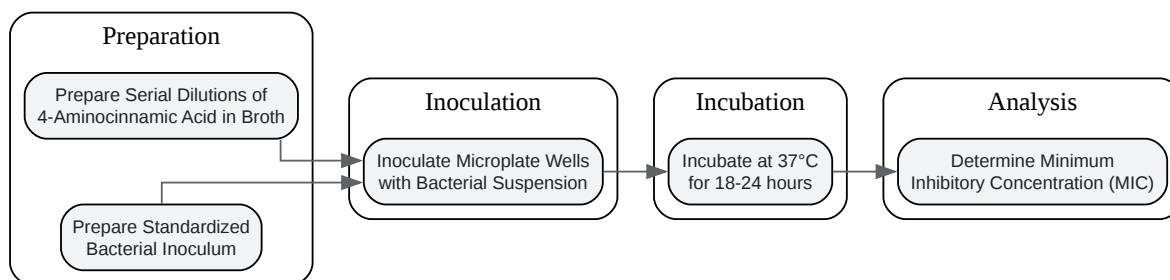 Preparation
Prepare Serial Dilutions of
4-Aminocinnamic Acid in Broth
Prepare Standardized
Bacterial Inoculum
Inoculation
Inoculate Microplate Wells
with Bacterial Suspension
Incubation
Incubate at 37°C
for 18-24 hours
Analysis
Determine Minimum
Inhibitory Concentration (MIC)